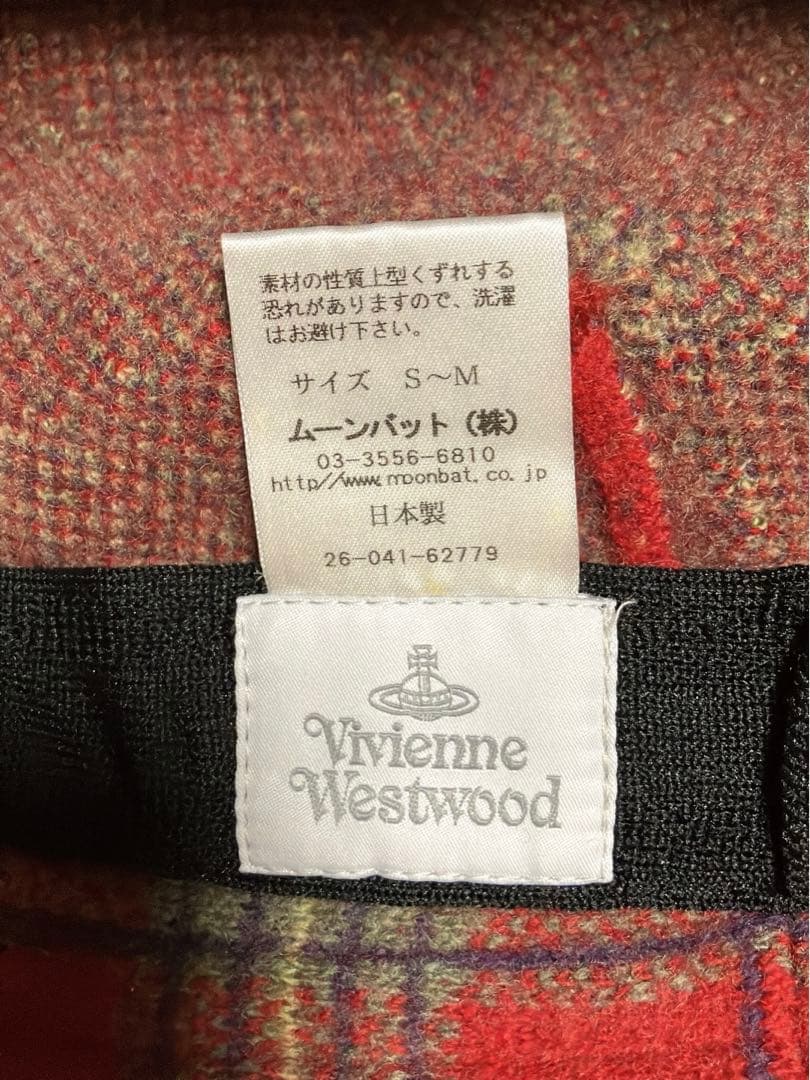 素材の性質上型くずれする
恐れがありますので、洗濯
はお避け下さい。
サイズ S～M
ムーンバット(株)
03-3556-6810
http//www.moonbat.co.jp
日本製
26-041-62779
Vivienne
Westwood